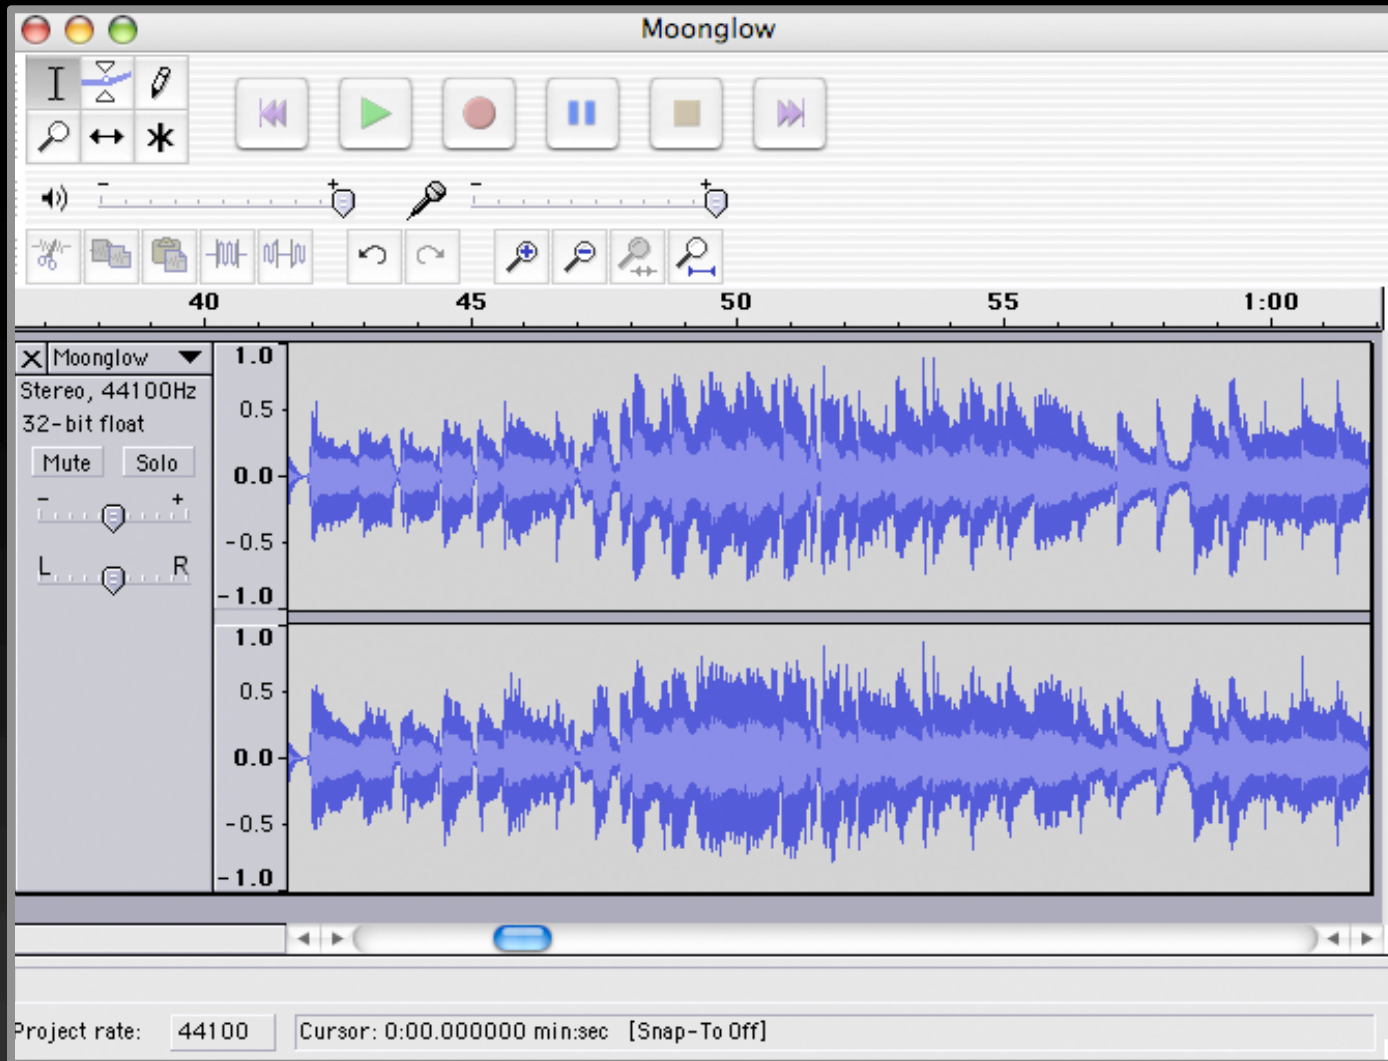 Moonglow
- + - +
40 45 50 55 1:00
X Moonglow
Stereo, 44100Hz
32-bit float
Mute Solo
- +
L R
1.0
0.5
0.0
-0.5
-1.0
1.0
0.5
0.0
-0.5
-1.0
Project rate: 44100 Cursor: 0:00.000000 min:sec [Snap-To Off]